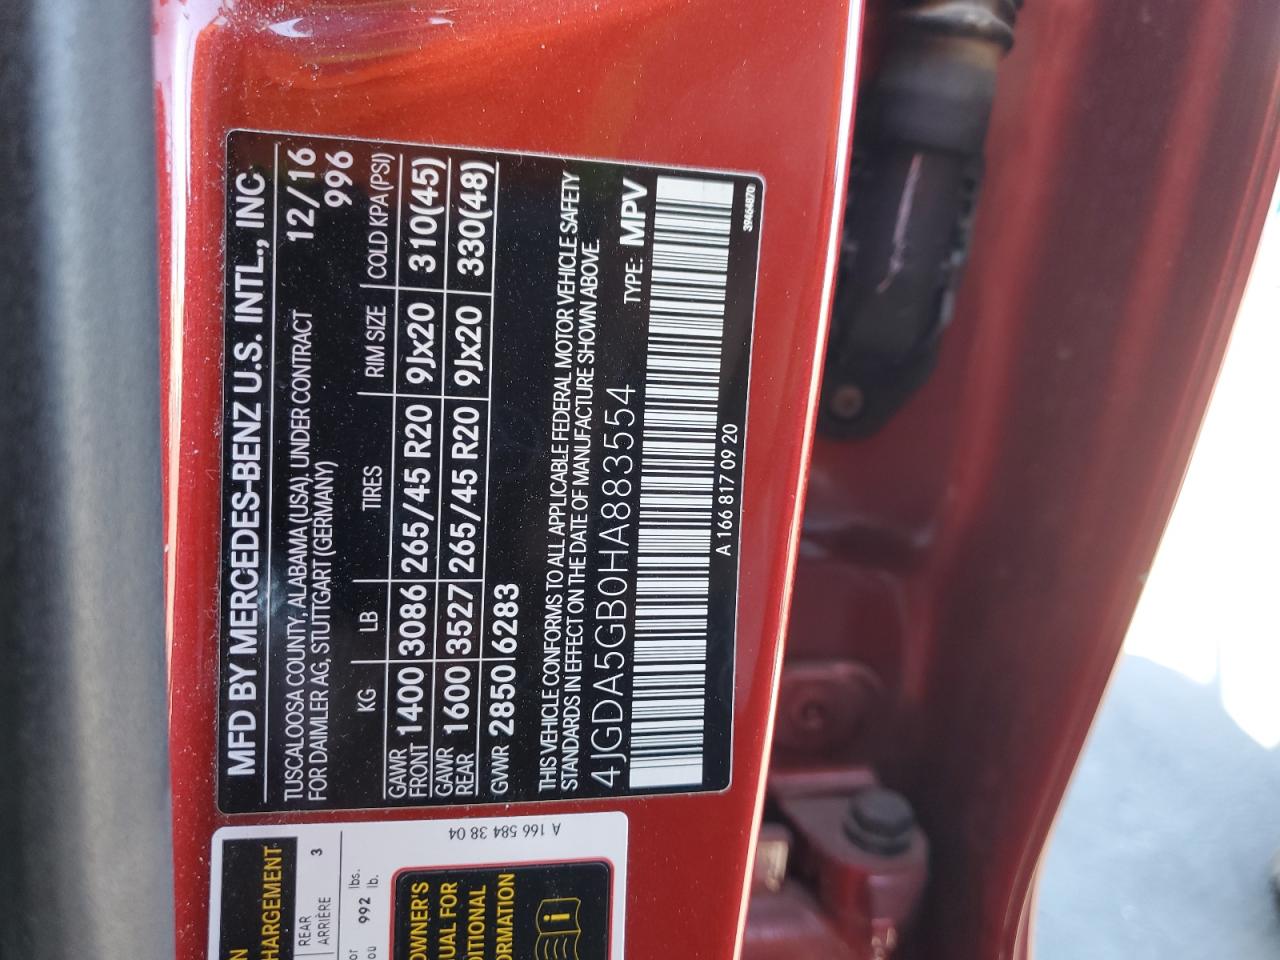 MFD BY MERCEDES-BENZ U.S. INTL., INC
TUSCALOOSA COUNTY, ALABAMA (USA), UNDER CONTRACT 12/16
FOR DAIMLER AG, STUTTGART (GERMANY) 996
KG LB TIRES RIM SIZE COLD KPA (PSI)
GAWR FRONT 1400 3086 265/45 R20 9Jx20 310(45)
GAWR REAR 1600 3527 265/45 R20 9Jx20 330(48)
GVWR 2850 6283
THIS VEHICLE CONFORMS TO ALL APPLICABLE FEDERAL MOTOR VEHICLE SAFETY
STANDARDS IN EFFECT ON THE DATE OF MANUFACTURE SHOWN ABOVE.
4JGDA5GB0HA883554 TYPE: MPV
A 166 817 09 20 39464870
A 166 584 38 04
REAR 3
ARRIÈRE
992 lbs.
ou lb.